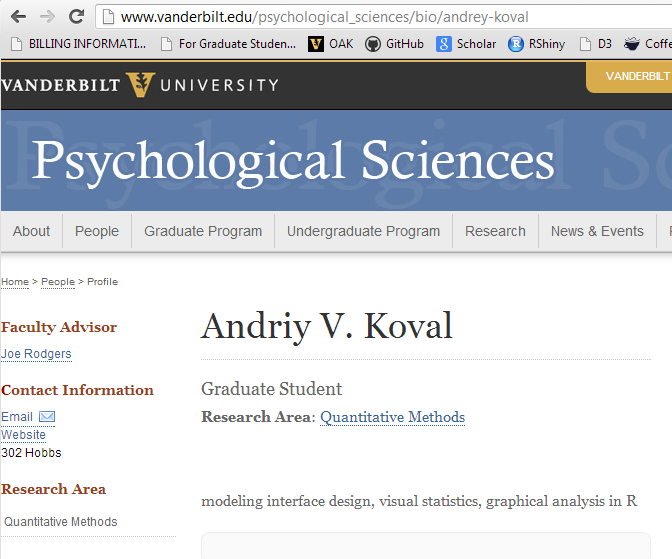 www.vanderbilt.edu/psychological_sciences/bio/andrey-koval
BILLING INFORMATI... For Graduate Studen... OAK GitHub Scholar RShiny D3 Coffe
VANDERBILT V UNIVERSITY
VANDERBILT
Psychological Sciences
About People Graduate Program Undergraduate Program Research News & Events
Home > People > Profile
Andriy V. Koval
Faculty Advisor
Joe Rodgers
Contact Information
Email
Website
302 Hobbs
Research Area
Quantitative Methods
Graduate Student
Research Area: Quantitative Methods
modeling interface design, visual statistics, graphical analysis in R